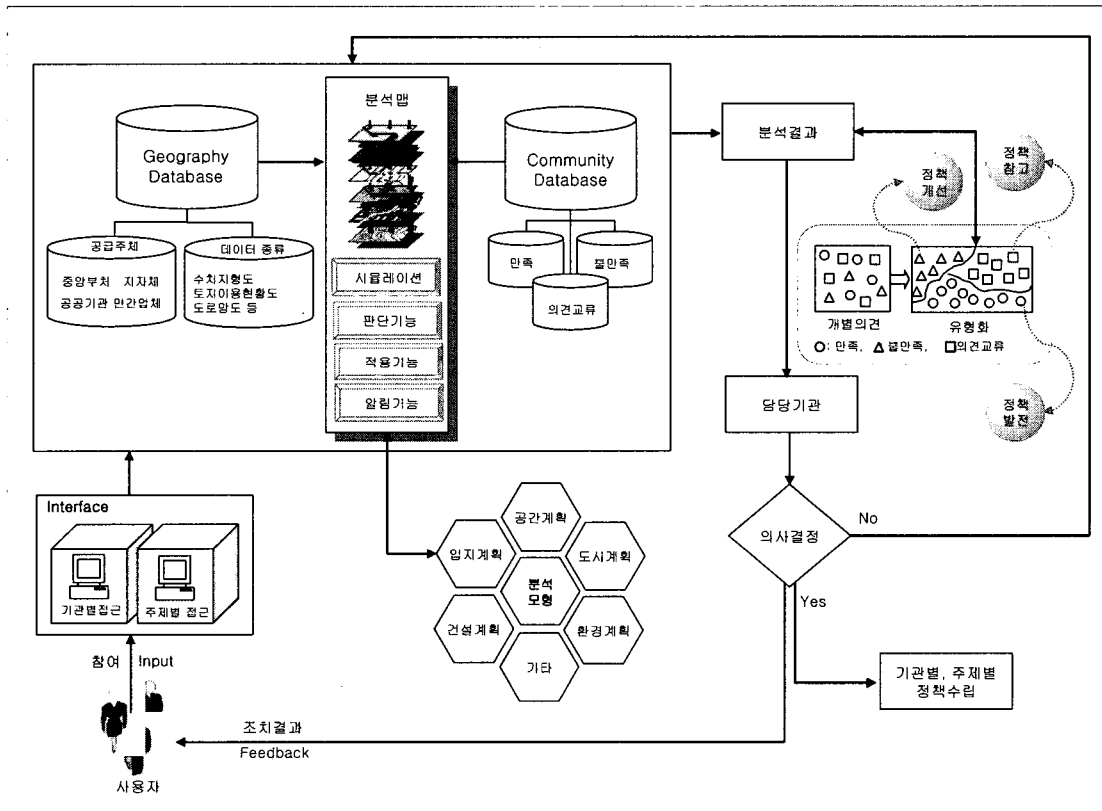 분석맵
Geography
Database
공급주체
중앙부처 지자체
공공기관 민간업체
데이터 종류
수치지형도
토지이용현황도
도로망도 등
시뮬레이션
판단기능
적용기능
알림기능
Community
Database
만족
불만족
의견교류
분석결과
정책
개선
정책
참고
개별의견
유형화
○: 만족, △ 불만족, □의견교류
정책
발전
담당기관
의사결정
No
Yes
기관별, 주제별
정책수립
Interface
기관별접근
주제별 접근
참여
Input
사용자
조치결과
Feedback
공간계획
입지계획
도시계획
분석
모형
건설계획
환경계획
기타